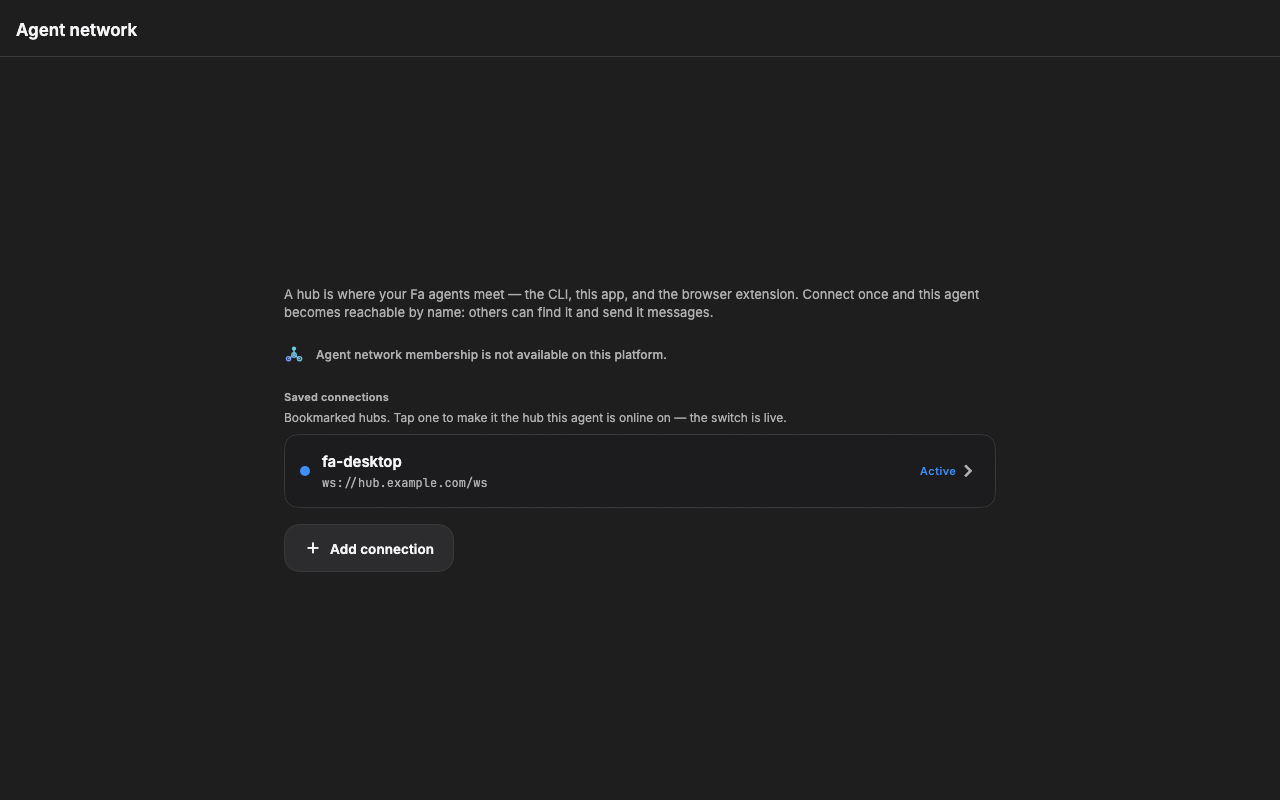 Agent network
A hub is where your Fa agents meet — the CLI, this app, and the browser extension. Connect once and this agent
becomes reachable by name: others can find it and send it messages.
Agent network membership is not available on this platform.
Saved connections
Bookmarked hubs. Tap one to make it the hub this agent is online on — the switch is live.
fa-desktop
ws://hub.example.com/ws
Active
Add connection